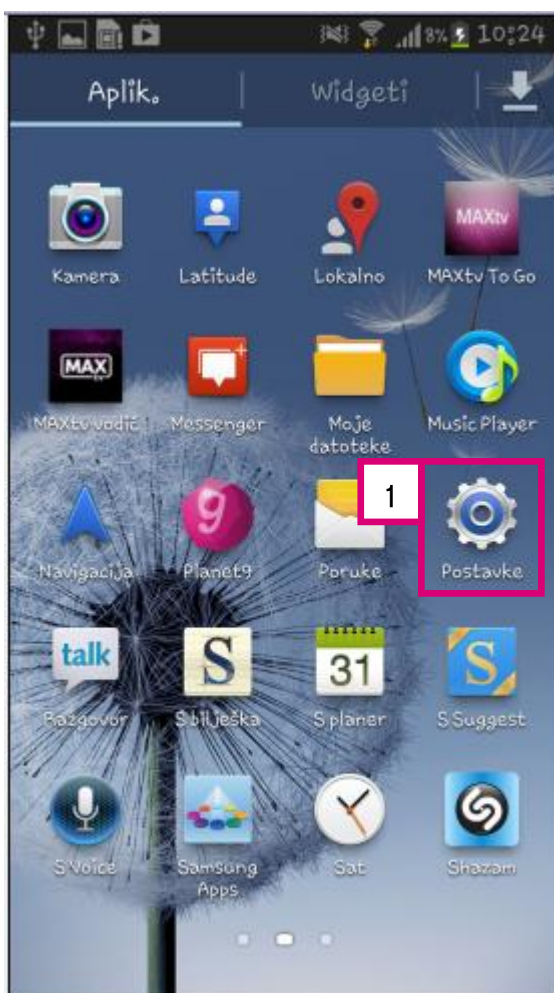 8% 10:24
Aplik. Widgeti
Kamera Latitude Lokalno MAXtv MAXtv To Go
MAX tv
MAXtv vodič Messenger Moje datoteke Music Player
1
g
Navigacija Planet9 Poruke Postavke
talk S 31 S
Razgovor S bilješka S planer S Suggest
S Voice Samsung Apps Sat Shazam